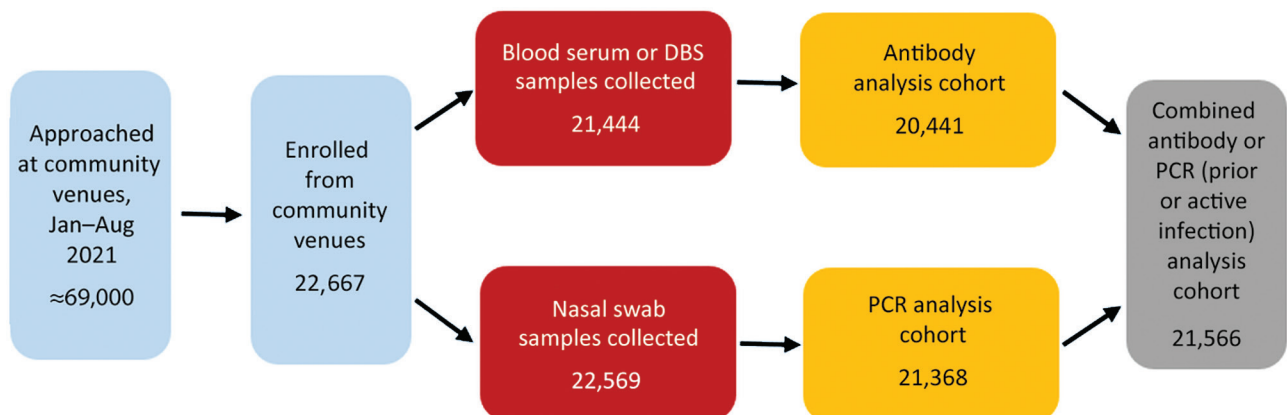 Approached
at community
venues,
Jan–Aug
2021
≈69,000
Enrolled
from
community
venues
22,667
Blood serum or DBS
samples collected
21,444
Nasal swab
samples collected
22,569
Antibody
analysis cohort
20,441
PCR analysis
cohort
21,368
Combined
antibody or
PCR (prior
or active
infection)
analysis
cohort
21,566